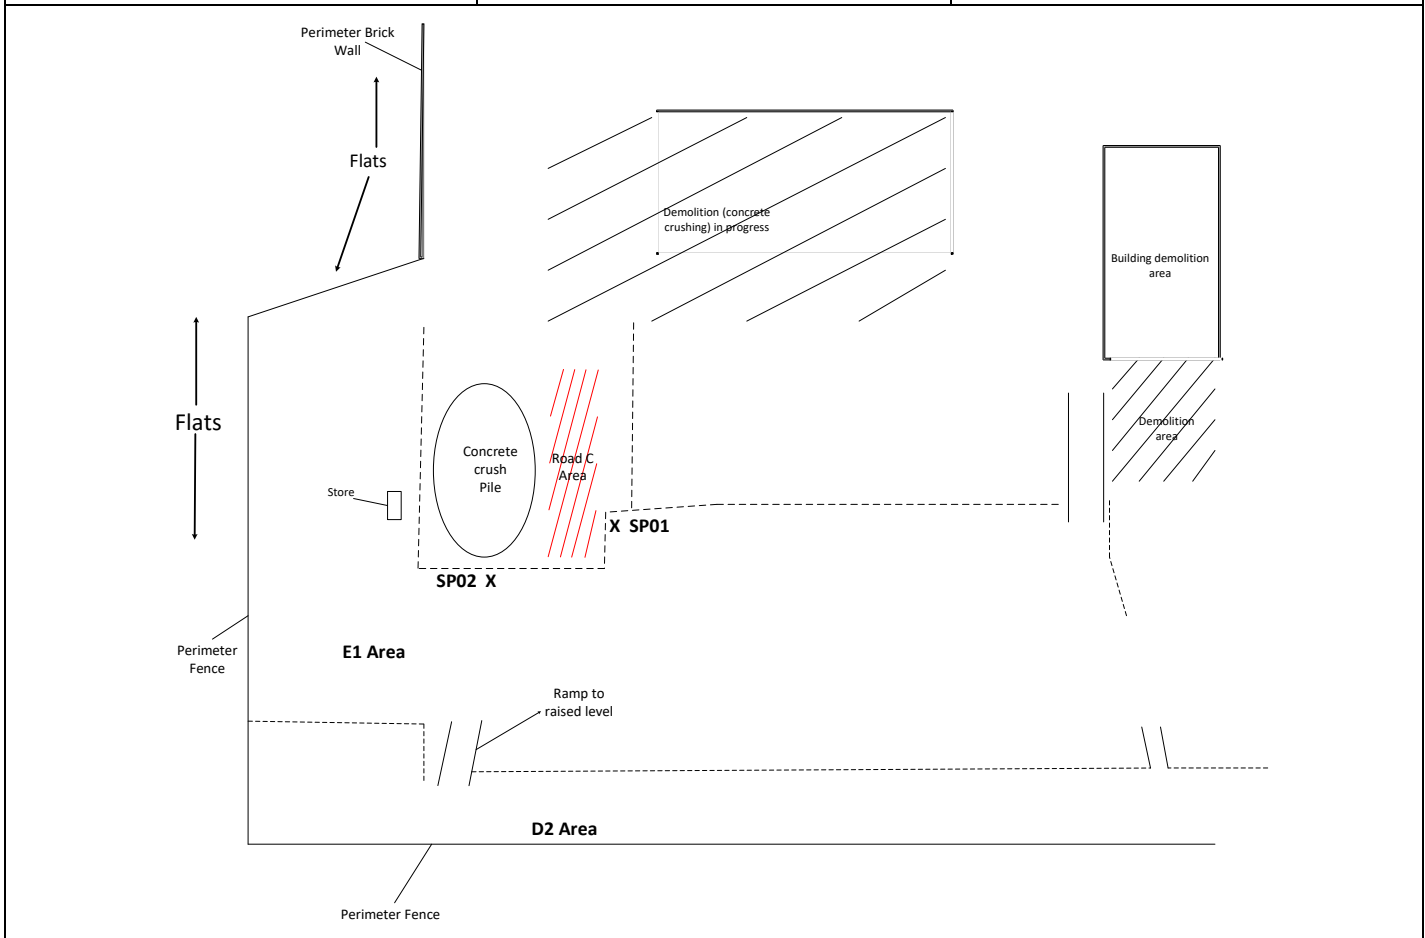 Perimeter Brick
Wall
Flats
Demolition (concrete
crushing) in progress
Building demolition
area
Flats
Demolition
area
Concrete
crush
Pile
Road C
Area
Store
X SP01
SP02 X
Perimeter
Fence
E1 Area
Ramp to
raised level
D2 Area
Perimeter Fence